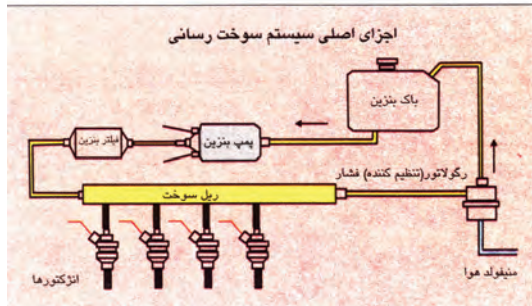 اجزای اصلی سیستم سوخت رسانی
باک بنزین
پمپ بنزین
فیلتر بنزین
رگولاتور(تنظیم کننده) فشار
ریل سوخت
منیفولد هوا
انژکتورها